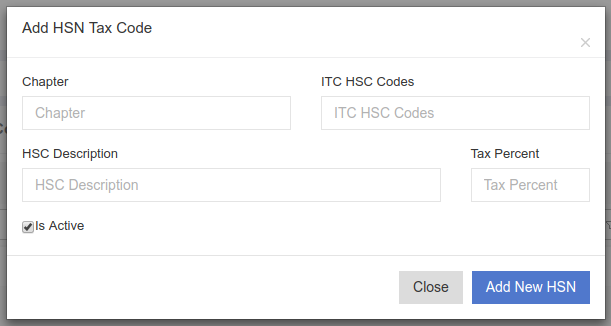 Add HSN Tax Code
×
Chapter
ITC HSC Codes
Chapter
ITC HSC Codes
HSC Description
Tax Percent
HSC Description
Tax Percent
Is Active
Close
Add New HSN